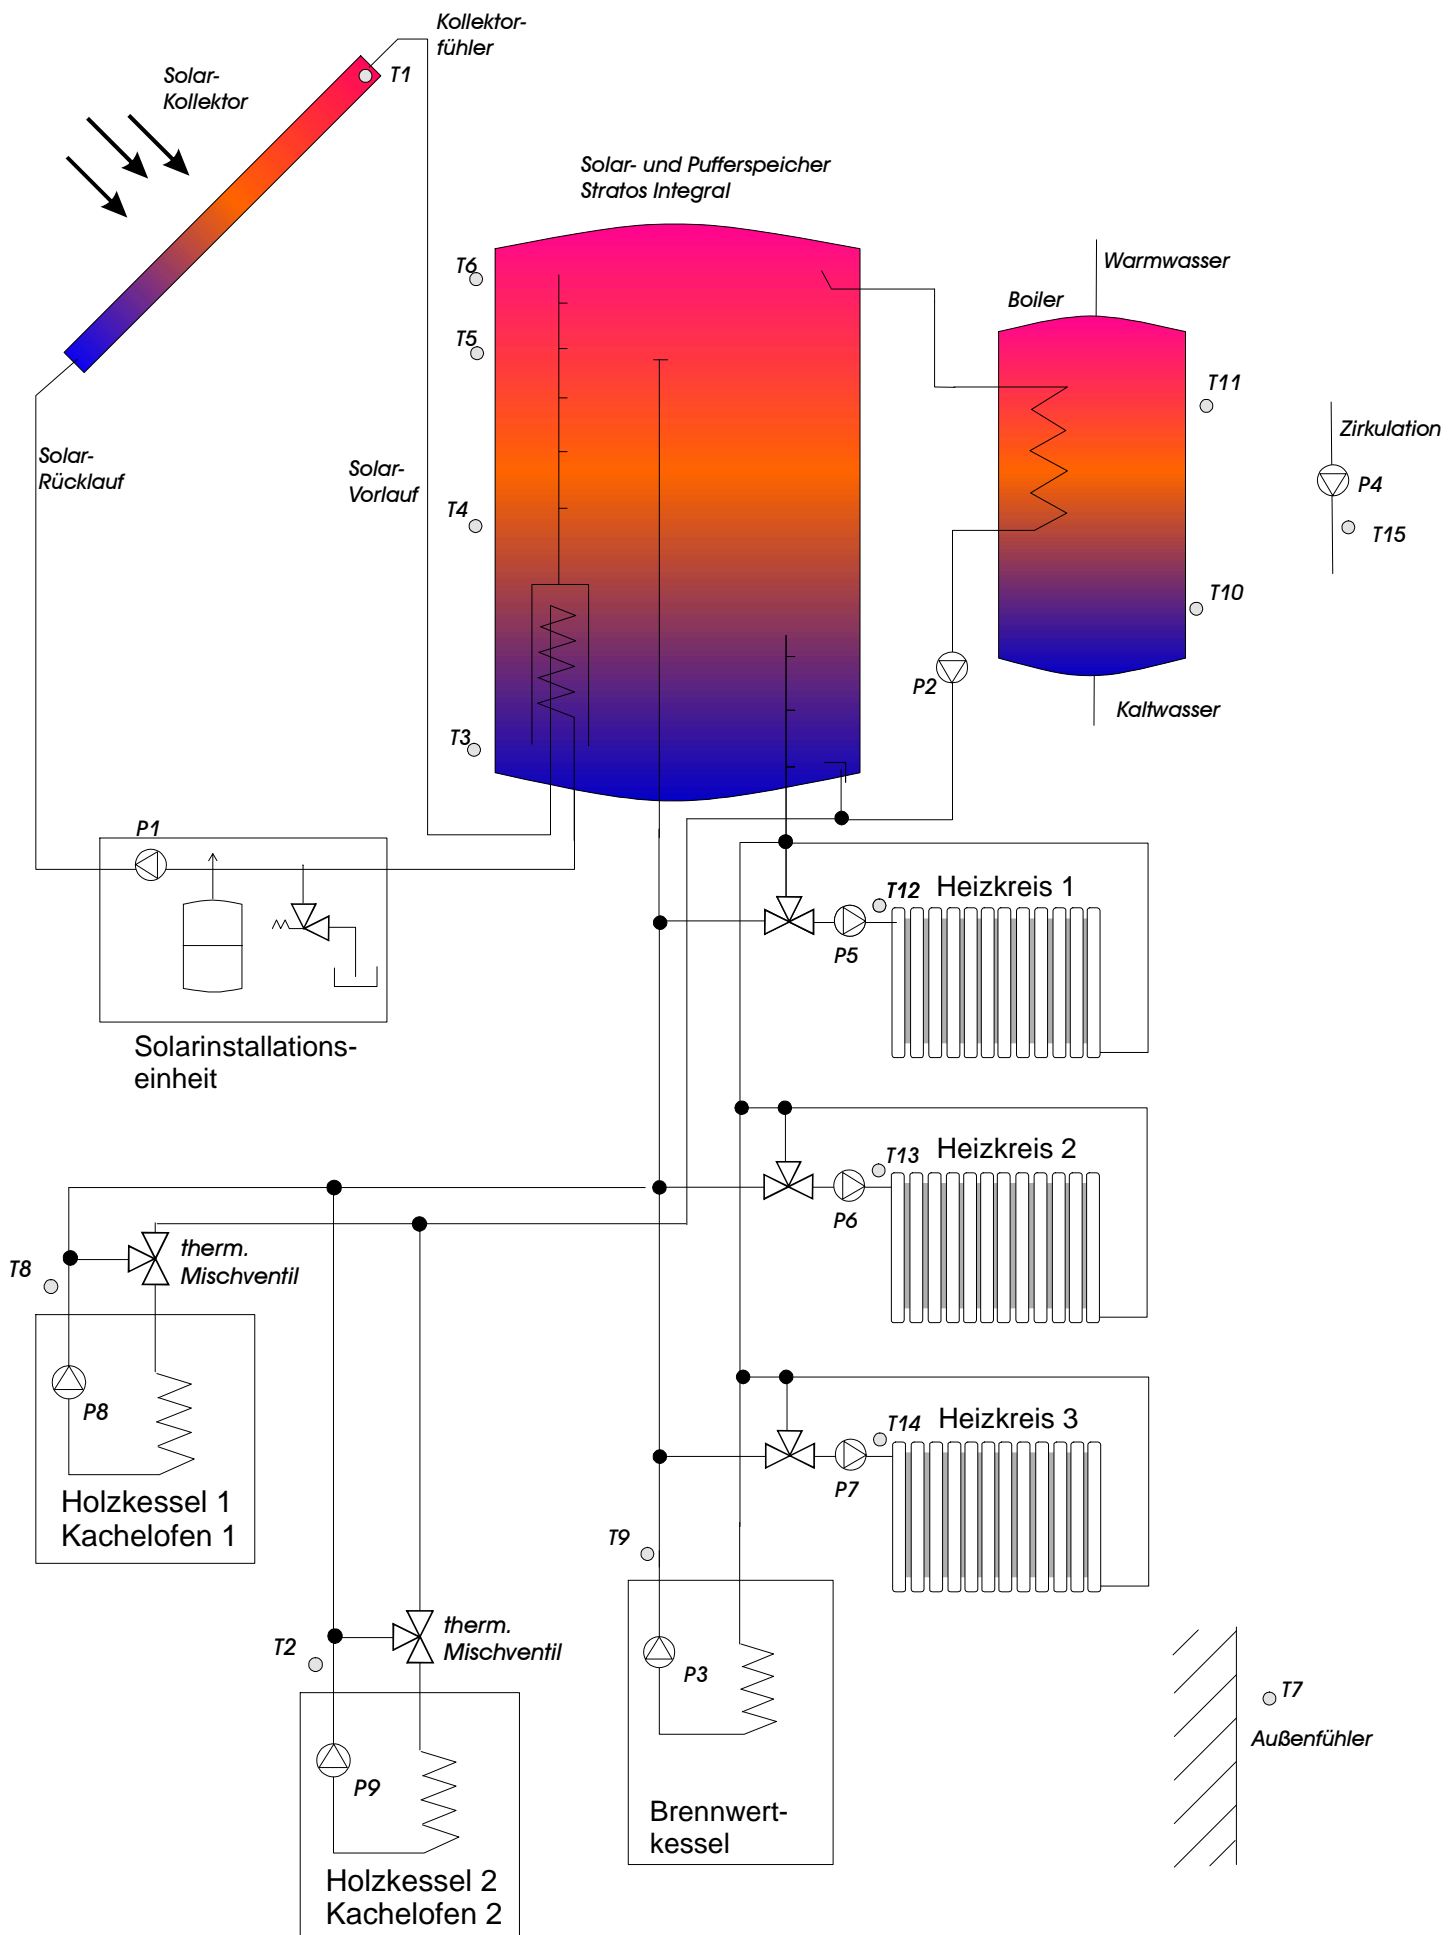 Kollektor-
fühler
T1
Solar-
Kollektor
Solar- und Pufferspeicher
Stratos Integral
T6
T5
T4
T3
Warmwasser
Boiler
T11
Zirkulation
P4
T15
T10
P2
Kaltwasser
Solar-
Rücklauf
Solar-
Vorlauf
P1
Solarinstallations-
einheit
T12
Heizkreis 1
P5
T13
Heizkreis 2
P6
T14
Heizkreis 3
P7
T8
therm.
Mischventil
P8
Holzkessel 1
Kachelofen 1
T2
therm.
Mischventil
P9
Holzkessel 2
Kachelofen 2
T9
P3
Brennwert-
kessel
T7
Außenfühler